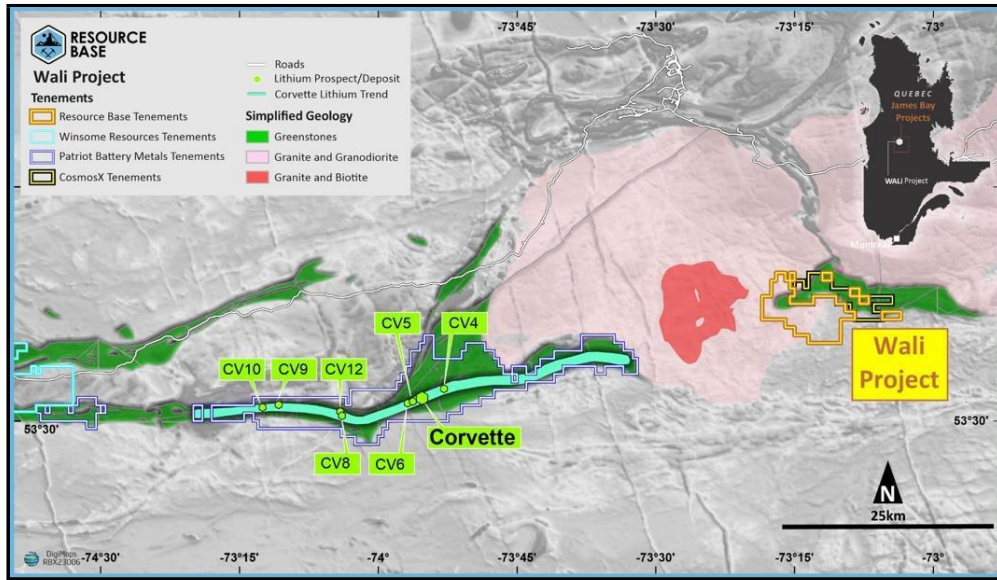 RESOURCE
BASE
Wali Project
Tenements
Resource Base Tenements
Winsome Resources Tenements
Patriot Battery Metals Tenements
CosmosX Tenements
Roads
Lithium Prospect/Deposit
Corvette Lithium Trend
Simplified Geology
Greenstones
Granite and Granodiorite
Granite and Biotite
-73°45'
-73°30'
-73°15'
-73°
QUEBEC
James Bay
Projects
WALi Project
CV5
CV4
CV10
CV9
CV12
CV8
CV6
Corvette
Wali
Project
53°30'
53°30'
N
25km
DigiMaps
RBX23006
-74°30'
-73°15'
-74°
-73°45'
-73°30'
-73°15'
-73°